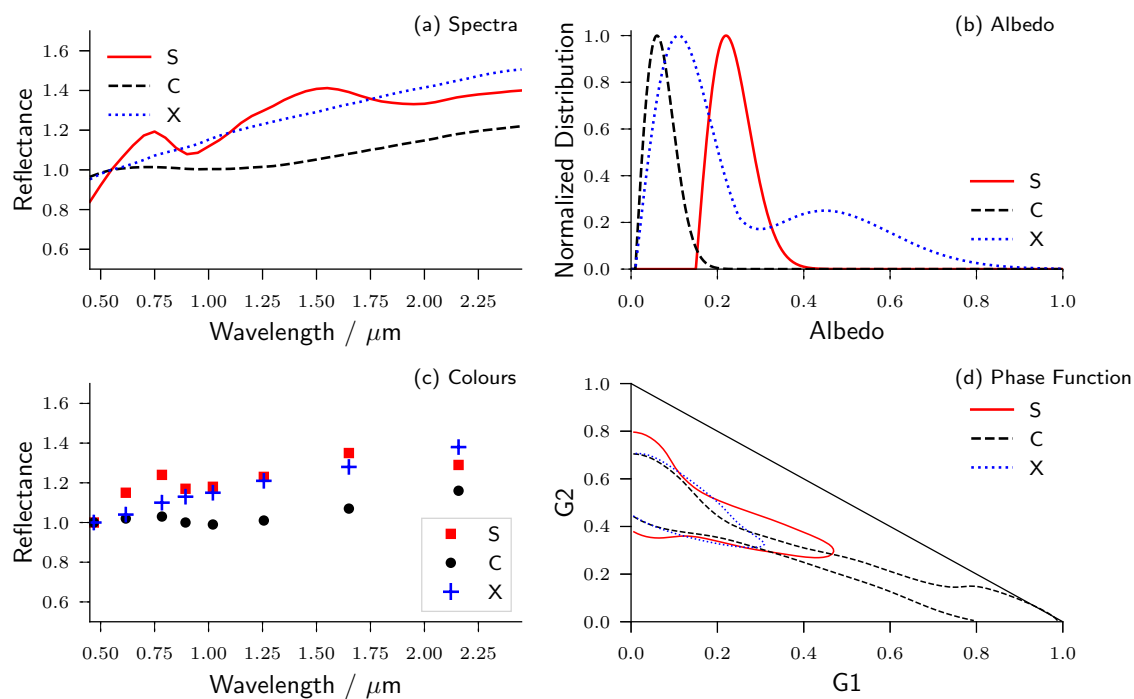 (a) Spectra
1.6
1.4
1.2
1.0
0.8
0.6
Reflectance
S
C
X
0.50 0.75 1.00 1.25 1.50 1.75 2.00 2.25
Wavelength / μm
(b) Albedo
1.0
0.8
0.6
0.4
0.2
0.0
Normalized Distribution
S
C
X
0.0 0.2 0.4 0.6 0.8 1.0
Albedo
(c) Colours
1.6
1.4
1.2
1.0
0.8
0.6
Reflectance
S
C
X
0.50 0.75 1.00 1.25 1.50 1.75 2.00 2.25
Wavelength / μm
(d) Phase Function
1.0
0.8
0.6
0.4
0.2
0.0
G2
S
C
X
0.0 0.2 0.4 0.6 0.8 1.0
G1